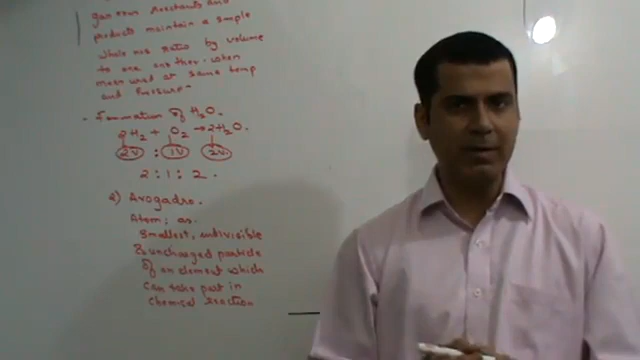 gaseous reactants and
products maintain a simple
whole no. ratio by volume
to one another, when
measured at same temp
and Pressure-
- Formation of H₂O.
2H₂ + O₂ → 2H₂O.
2V : 1V : 2V.
2 : 1 : 2.
2) Avogadro.
Atom; as.
Smallest, indivisible
& uncharged particle
of an element which
can take part in
chemical reaction